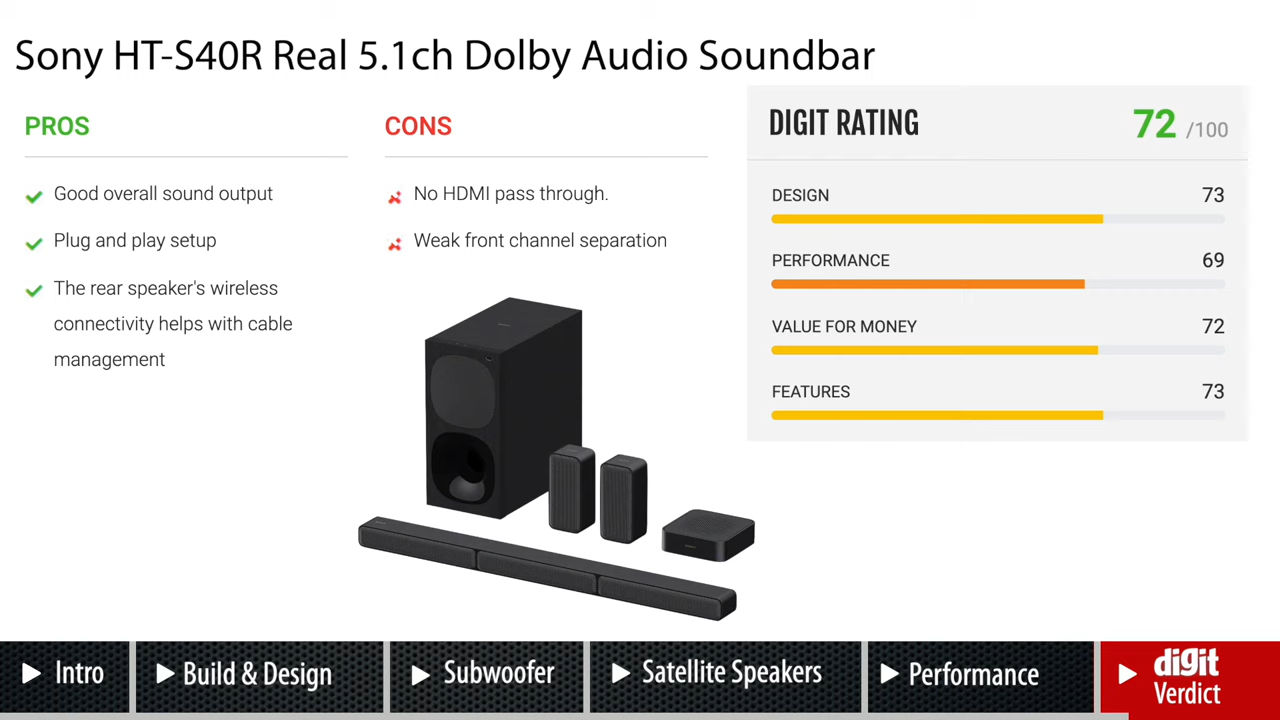 Sony HT-S40R Real 5.1ch Dolby Audio Soundbar
PROS
Good overall sound output
Plug and play setup
The rear speaker's wireless
connectivity helps with cable
management
CONS
No HDMI pass through.
Weak front channel separation
DIGIT RATING 72 /100
DESIGN 73
PERFORMANCE 69
VALUE FOR MONEY 72
FEATURES 73
Intro
Build & Design
Subwoofer
Satellite Speakers
Performance
digit
Verdict